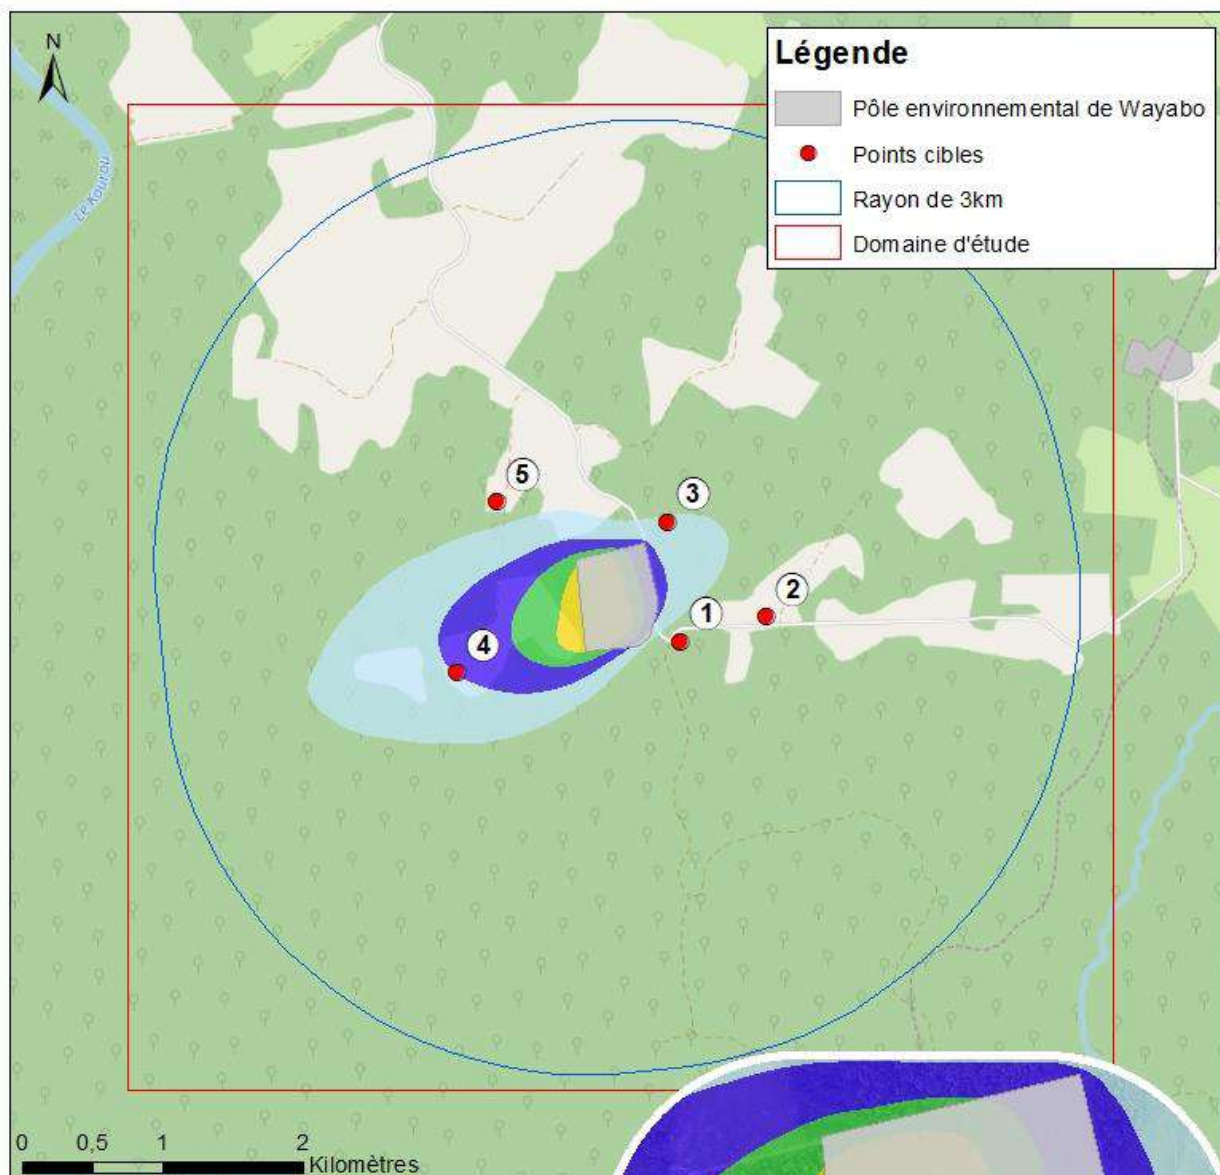 N
Légende
Pôle environnemental de Wayabo
Points cibles
Rayon de 3km
Domaine d'étude
Le Kourou
5
3
2
1
4
0 0,5 1 2
Kilomètres